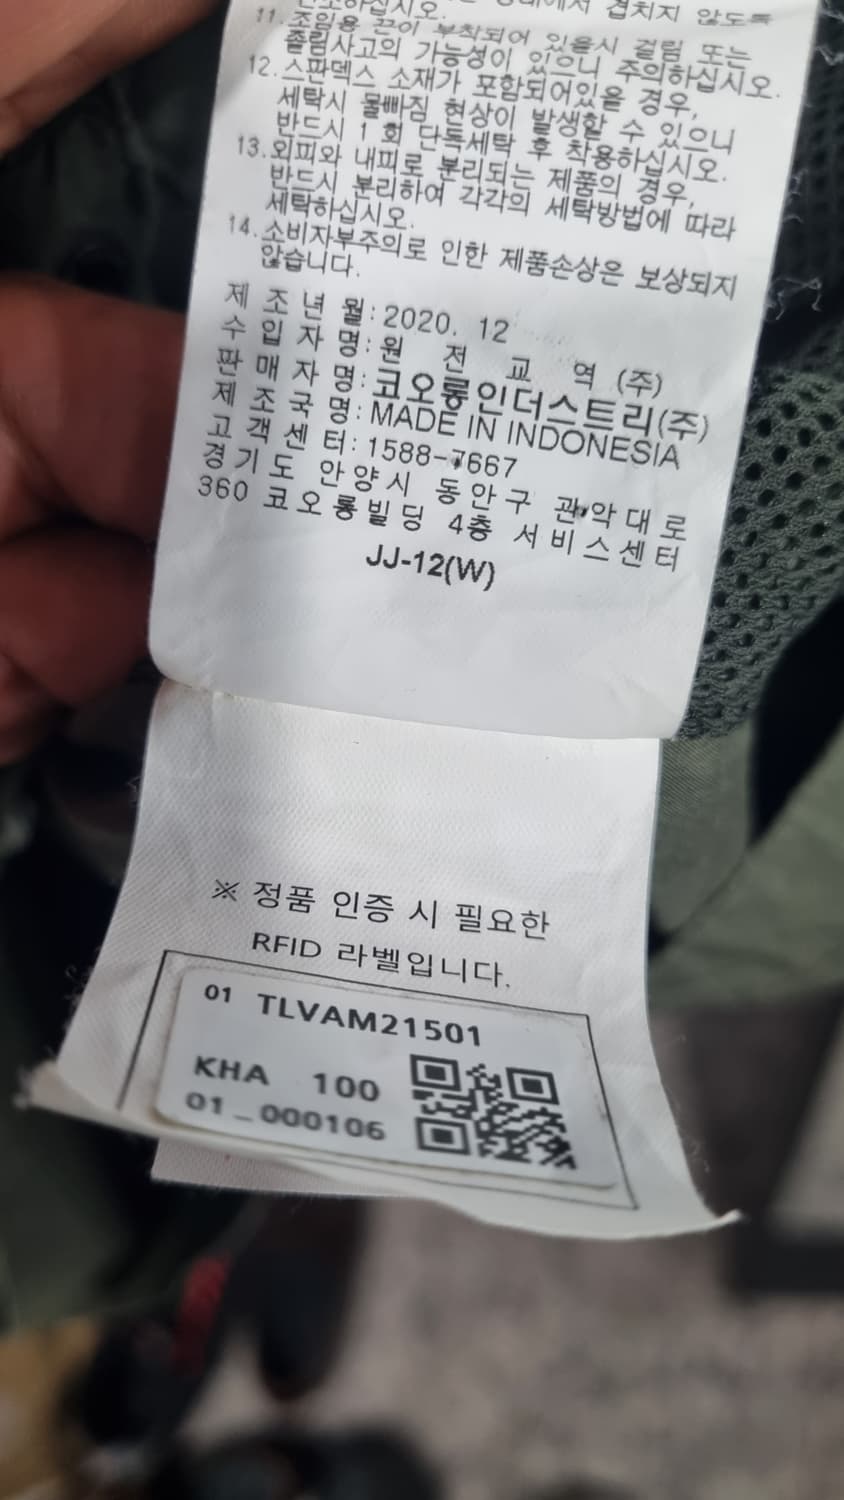 겹치지 않도록
11.조임용 끈이 부착되어 있을시 걸림 또는
졸림사고의 가능성이 있으니 주의하십시오.
12.스판덱스 소재가 포함되어있을 경우,
세탁시 물빠짐 현상이 발생할 수 있으니
반드시 1 회 단독세탁 후 착용하십시오.
13.외피와 내피로 분리되는 제품의 경우,
반드시 분리하여 각각의 세탁방법에 따라
세탁하십시오.
14.소비자부주의로 인한 제품손상은 보상되지
않습니다.
제 조 년 월: 2020. 12
수 입 자 명: 원 전 교 역 (주)
판 매 자 명: 코오롱인더스트리(주)
제 조 국 명: MADE IN INDONESIA
고 객 센 터: 1588-7667
경 기 도 안 양 시 동 안 구 관 악 대 로
360 코 오 롱 빌 딩 4층 서 비 스 센 터
JJ-12(W)
※ 정품 인증 시 필요한
RFID 라벨입니다.
01 TLVAM21501
KHA 100
01_000106